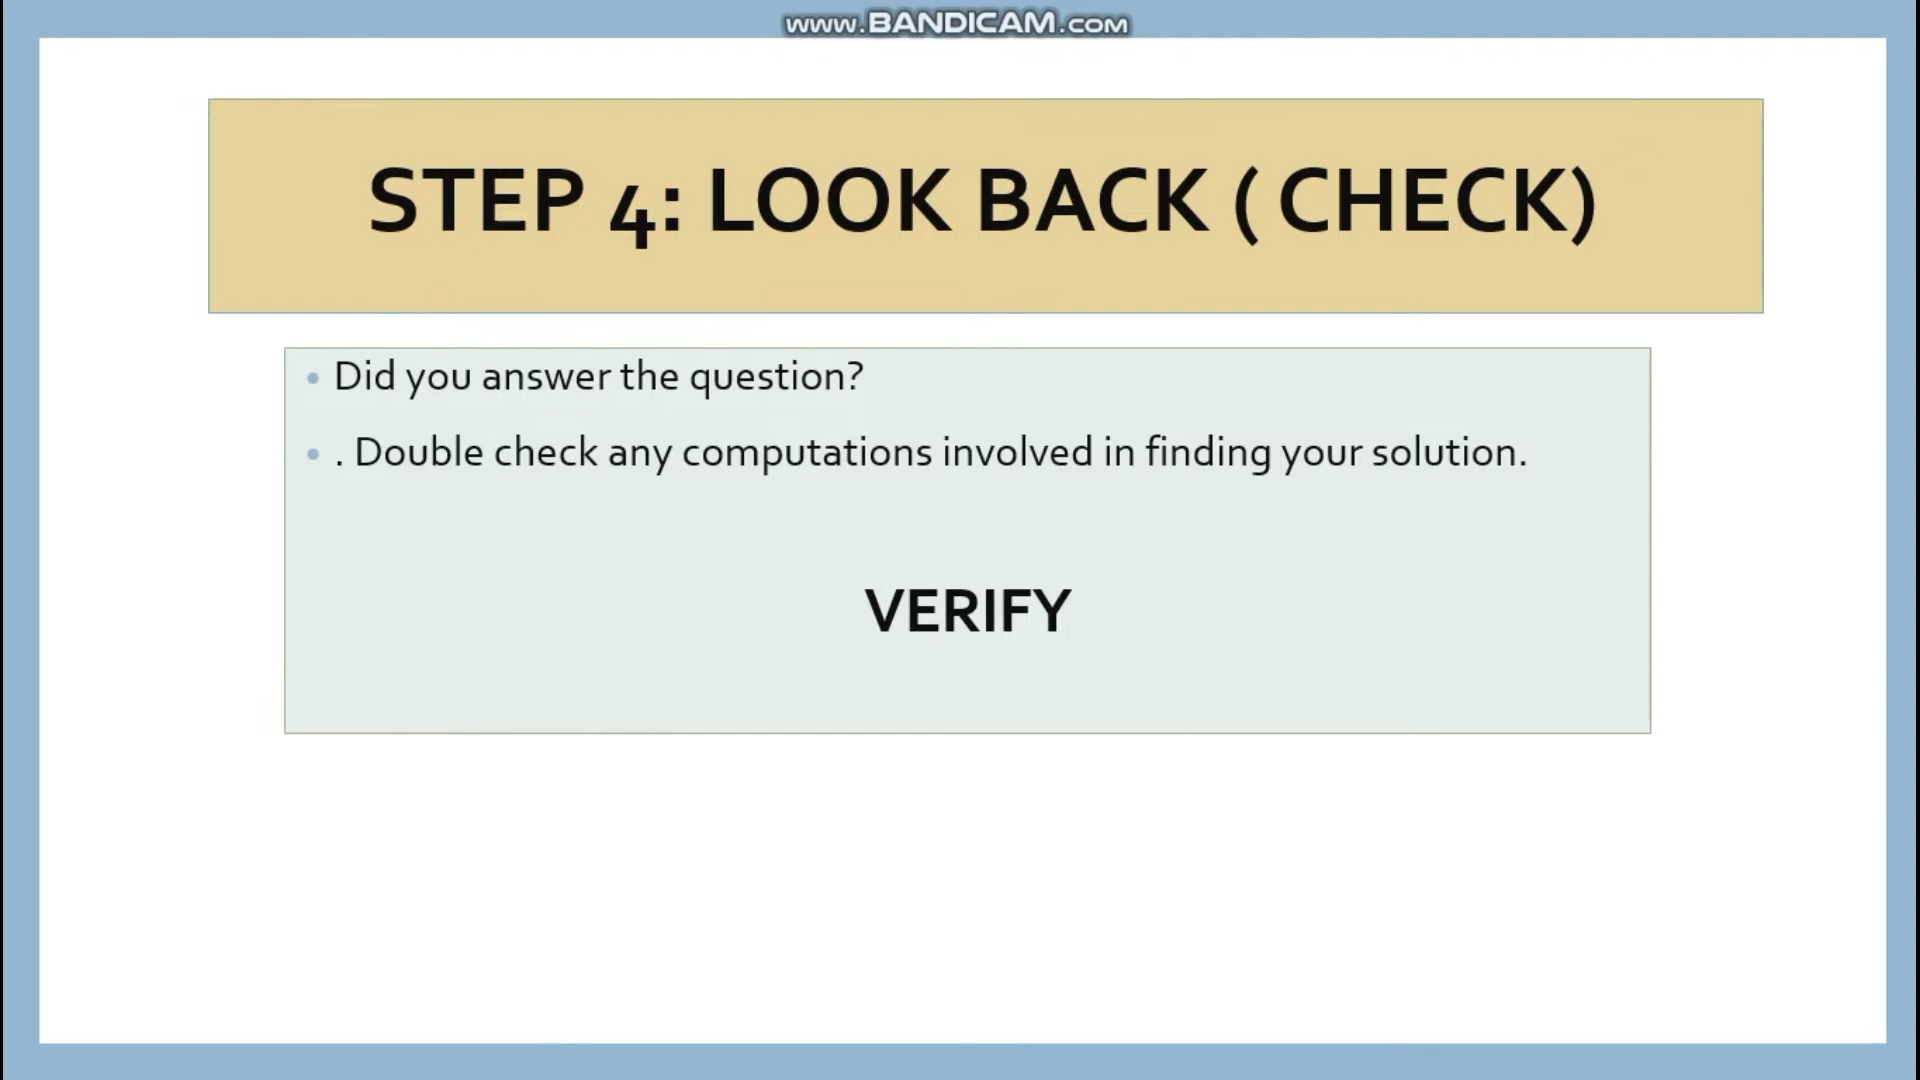 www.BANDICAM.com
STEP 4: LOOK BACK ( CHECK)
• Did you answer the question?
• . Double check any computations involved in finding your solution.
VERIFY